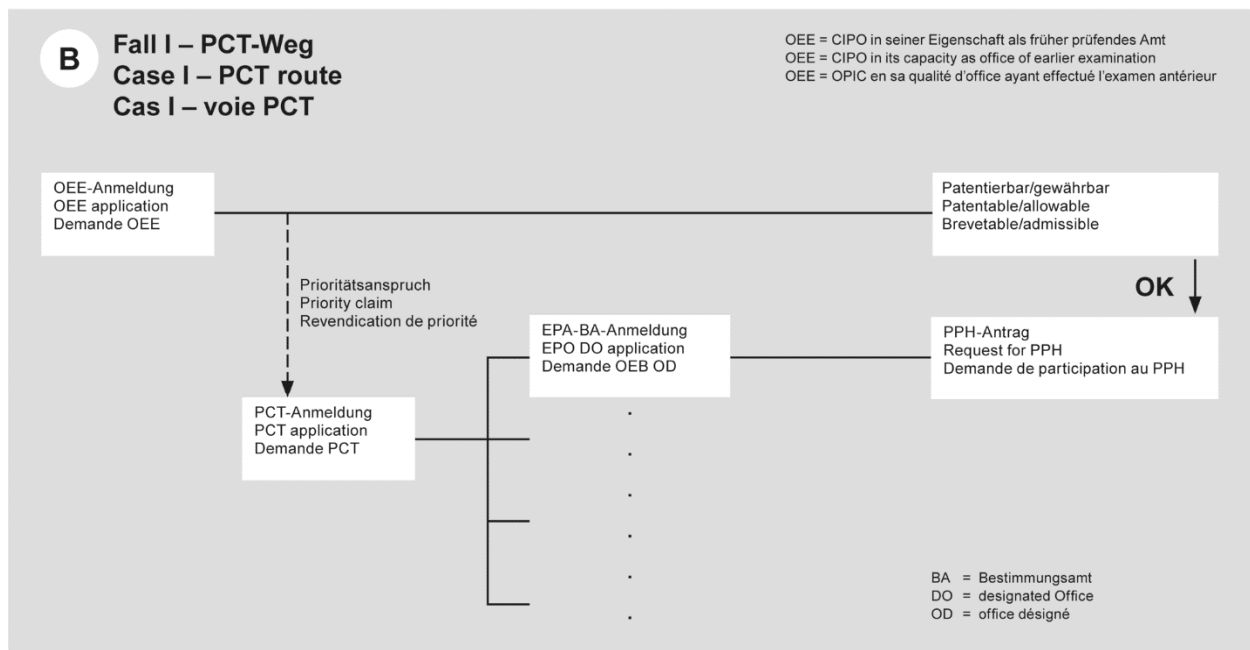 B
Fall I – PCT-Weg
Case I – PCT route
Cas I – voie PCT
OEE = CIPO in seiner Eigenschaft als früher prüfendes Amt
OEE = CIPO in its capacity as office of earlier examination
OEE = OPIC en sa qualité d'office ayant effectué l'examen antérieur
OEE-Anmeldung
OEE application
Demande OEE
Patentierbar/gewährbar
Patentable/allowable
Brevetable/admissible
OK
Prioritätsanspruch
Priority claim
Revendication de priorité
EPA-BA-Anmeldung
EPO DO application
Demande OEB OD
PPH-Antrag
Request for PPH
Demande de participation au PPH
PCT-Anmeldung
PCT application
Demande PCT
BA = Bestimmungsamt
DO = designated Office
OD = office désigné